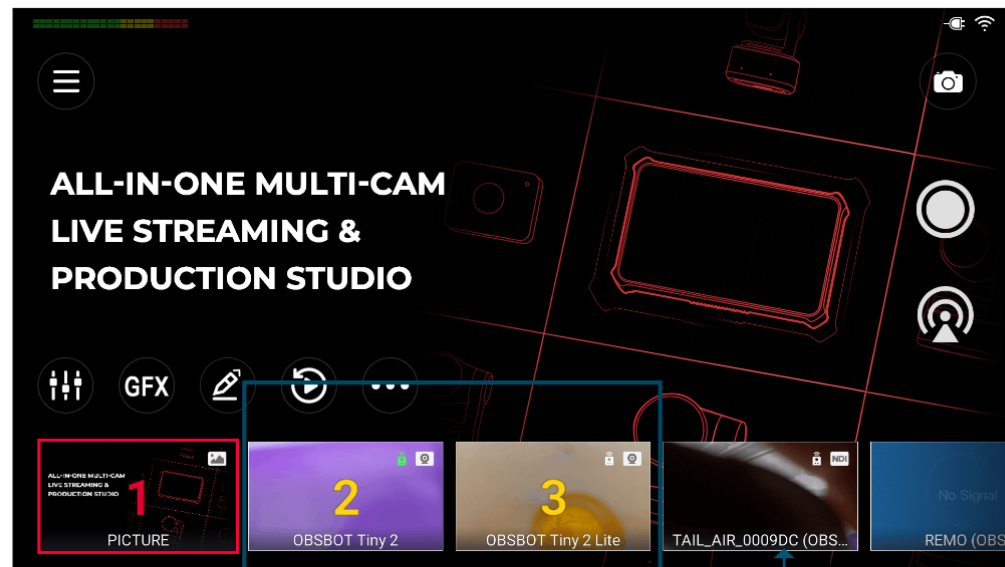 ALL-IN-ONE MULTI-CAM
LIVE STREAMING &
PRODUCTION STUDIO
GFX
ALL-IN-ONE MULTI-CAM
LIVE STREAMING &
PRODUCTION STUDIO
1
PICTURE
2
OBSBOT Tiny 2
3
OBSBOT Tiny 2 Lite
NDI
TAIL_AIR_0009DC (OBS...
No Signal
REMO (OBS